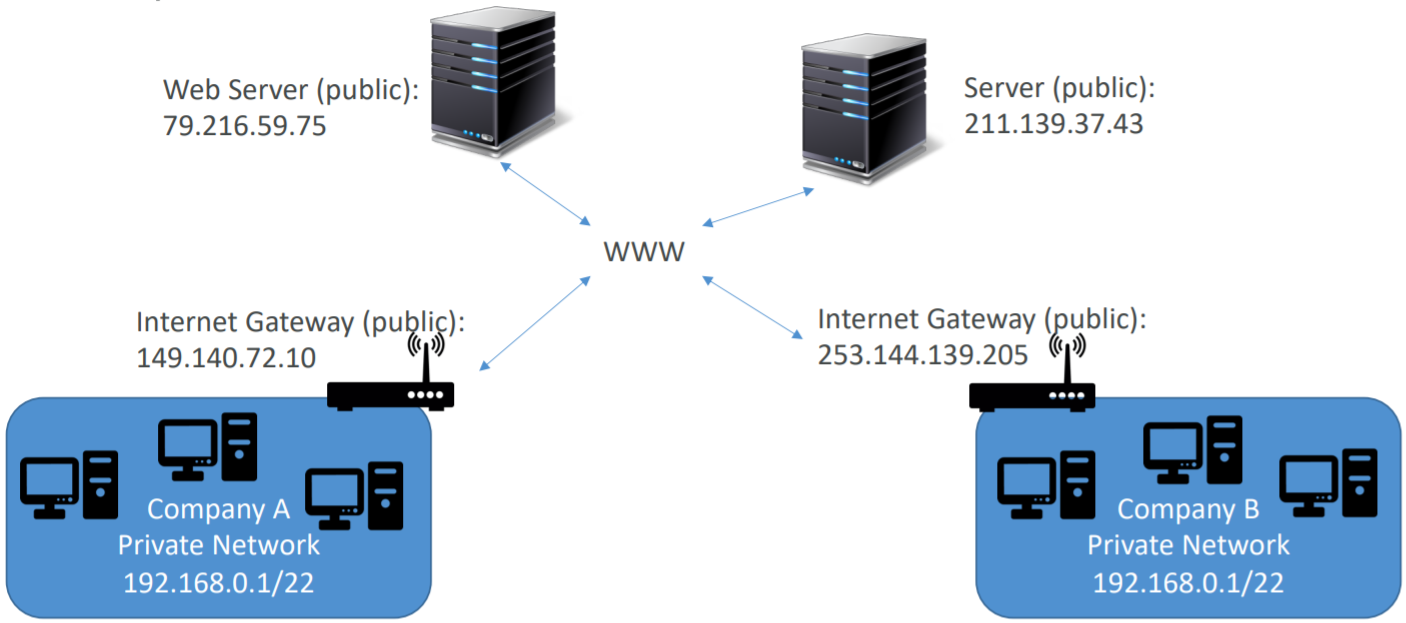 Web Server (public):
79.216.59.75
Server (public):
211.139.37.43
WWW
Internet Gateway (public):
149.140.72.10
Internet Gateway (public):
253.144.139.205
Company A
Private Network
192.168.0.1/22
Company B
Private Network
192.168.0.1/22